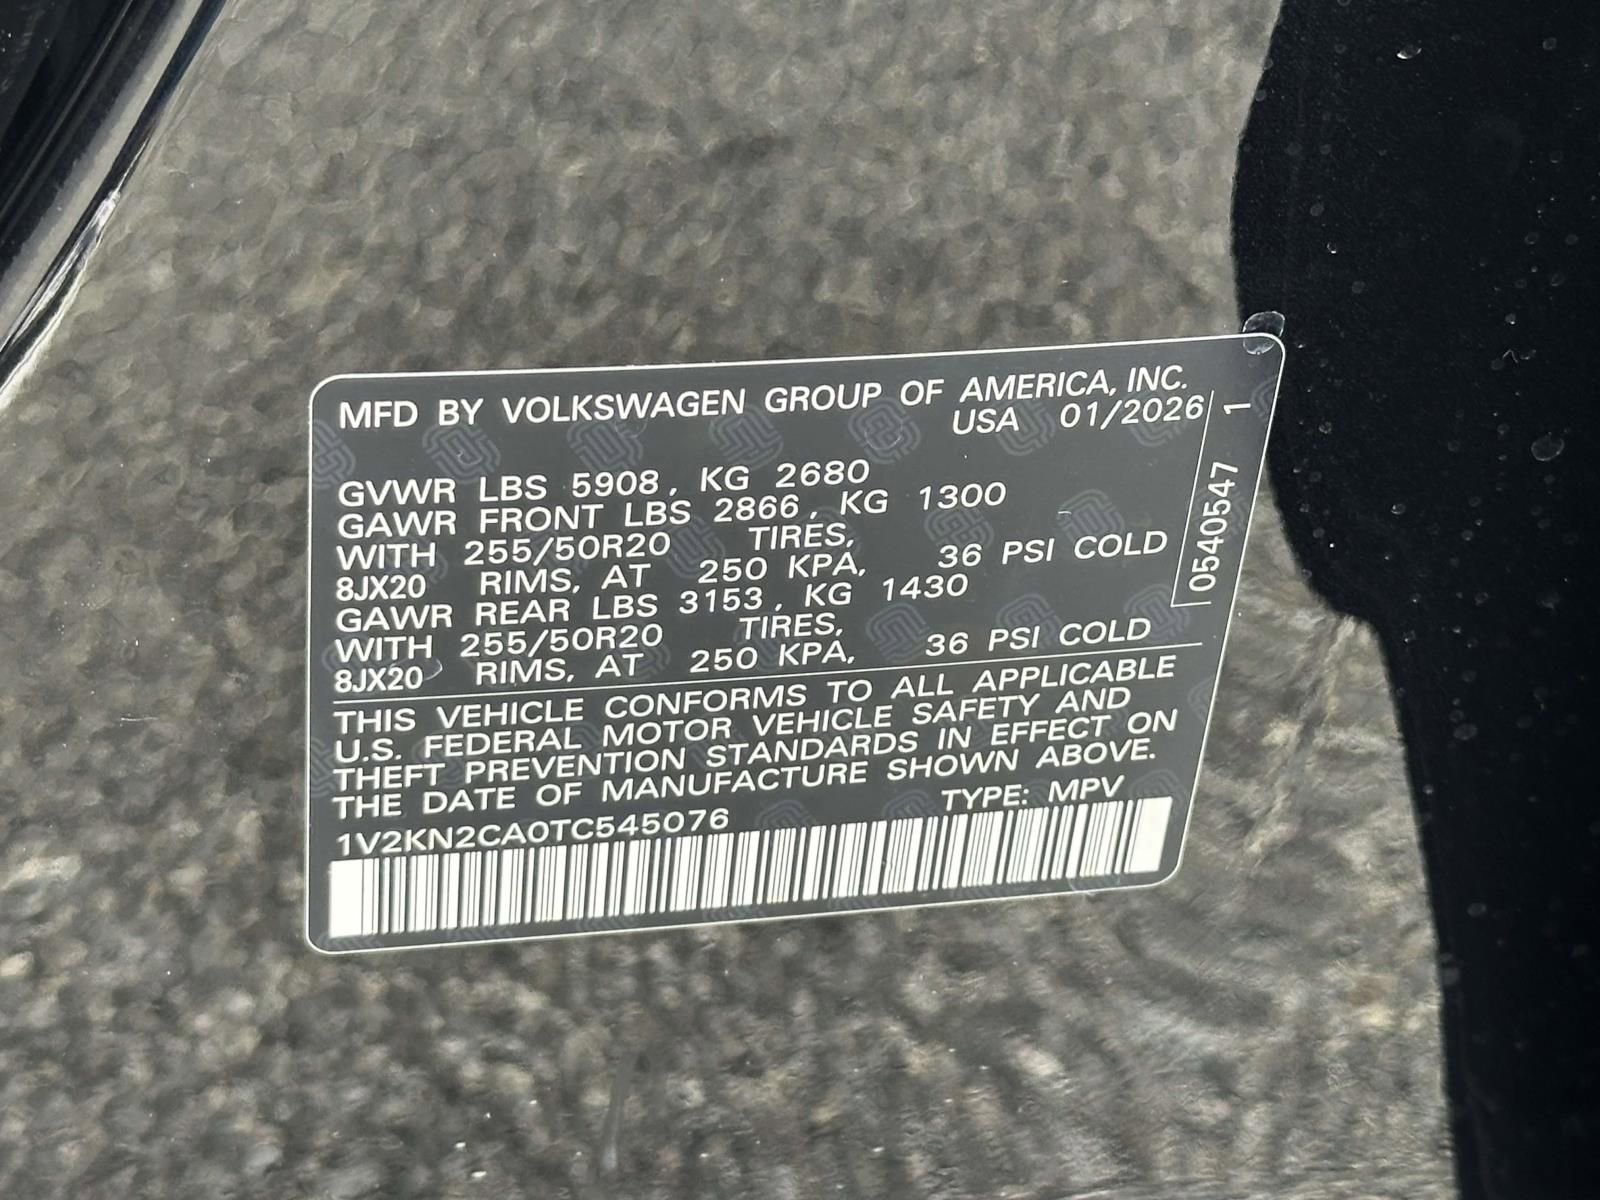 MFD BY VOLKSWAGEN GROUP OF AMERICA, INC.
USA 01/2026
GVWR LBS 5908, KG 2680
GAWR FRONT LBS 2866, KG 1300
WITH 255/50R20 TIRES,
8JX20 RIMS, AT 250 KPA, 36 PSI COLD
GAWR REAR LBS 3153, KG 1430
WITH 255/50R20 TIRES,
8JX20 RIMS, AT 250 KPA, 36 PSI COLD
THIS VEHICLE CONFORMS TO ALL APPLICABLE
U.S. FEDERAL MOTOR VEHICLE SAFETY AND
THEFT PREVENTION STANDARDS IN EFFECT ON
THE DATE OF MANUFACTURE SHOWN ABOVE.
1V2KN2CA0TC545076 TYPE: MPV
0540547 1